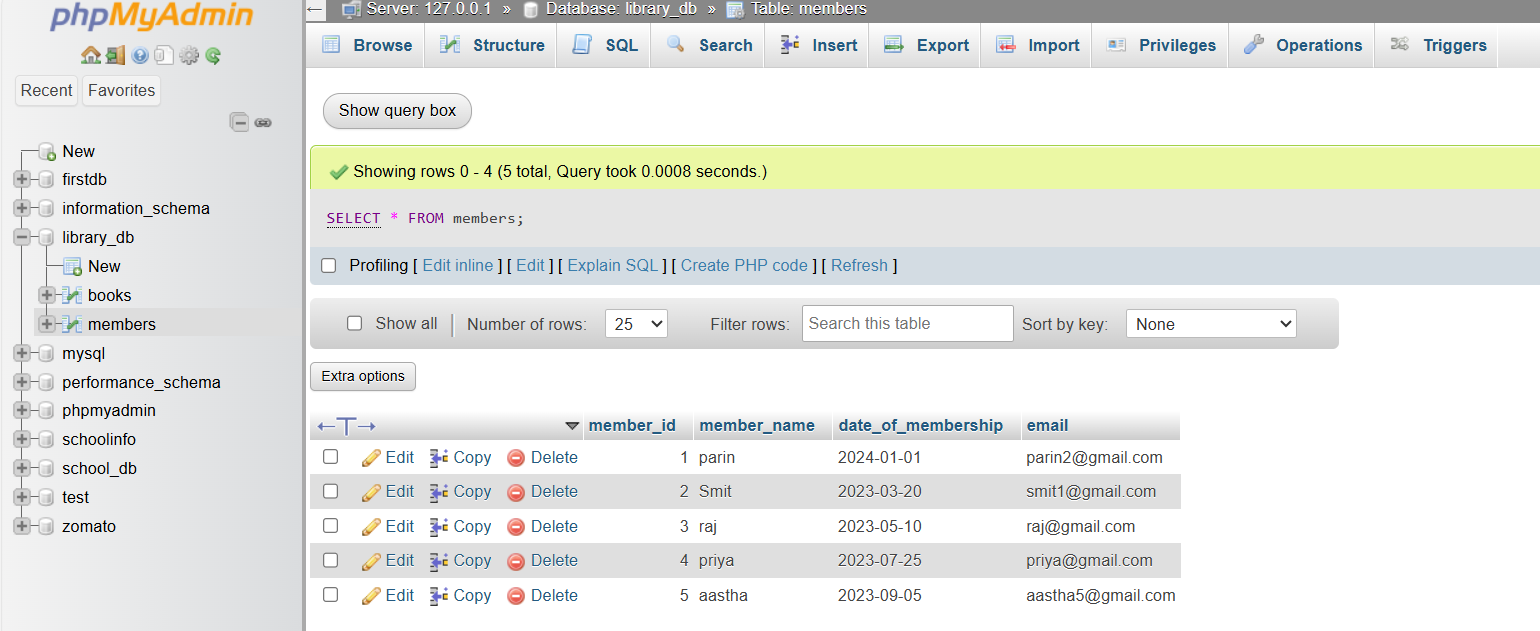 phpMyAdmin
Recent Favorites
New
firstdb
information_schema
library_db
New
books
members
mysql
performance_schema
phpmyadmin
schoolinfo
school_db
test
zomato
← Server: 127.0.0.1 » Database: library_db » Table: members
Browse Structure SQL Search Insert Export Import Privileges Operations Triggers
Show query box
Showing rows 0 - 4 (5 total, Query took 0.0008 seconds.)
SELECT * FROM members;
Profiling [ Edit inline ] [ Edit ] [ Explain SQL ] [ Create PHP code ] [ Refresh ]
Show all Number of rows: 25 Filter rows: Search this table Sort by key: None
Extra options
←T→ member_id member_name date_of_membership email
Edit Copy Delete 1 parin 2024-01-01 parin2@gmail.com
Edit Copy Delete 2 Smit 2023-03-20 smit1@gmail.com
Edit Copy Delete 3 raj 2023-05-10 raj@gmail.com
Edit Copy Delete 4 priya 2023-07-25 priya@gmail.com
Edit Copy Delete 5 aastha 2023-09-05 aastha5@gmail.com